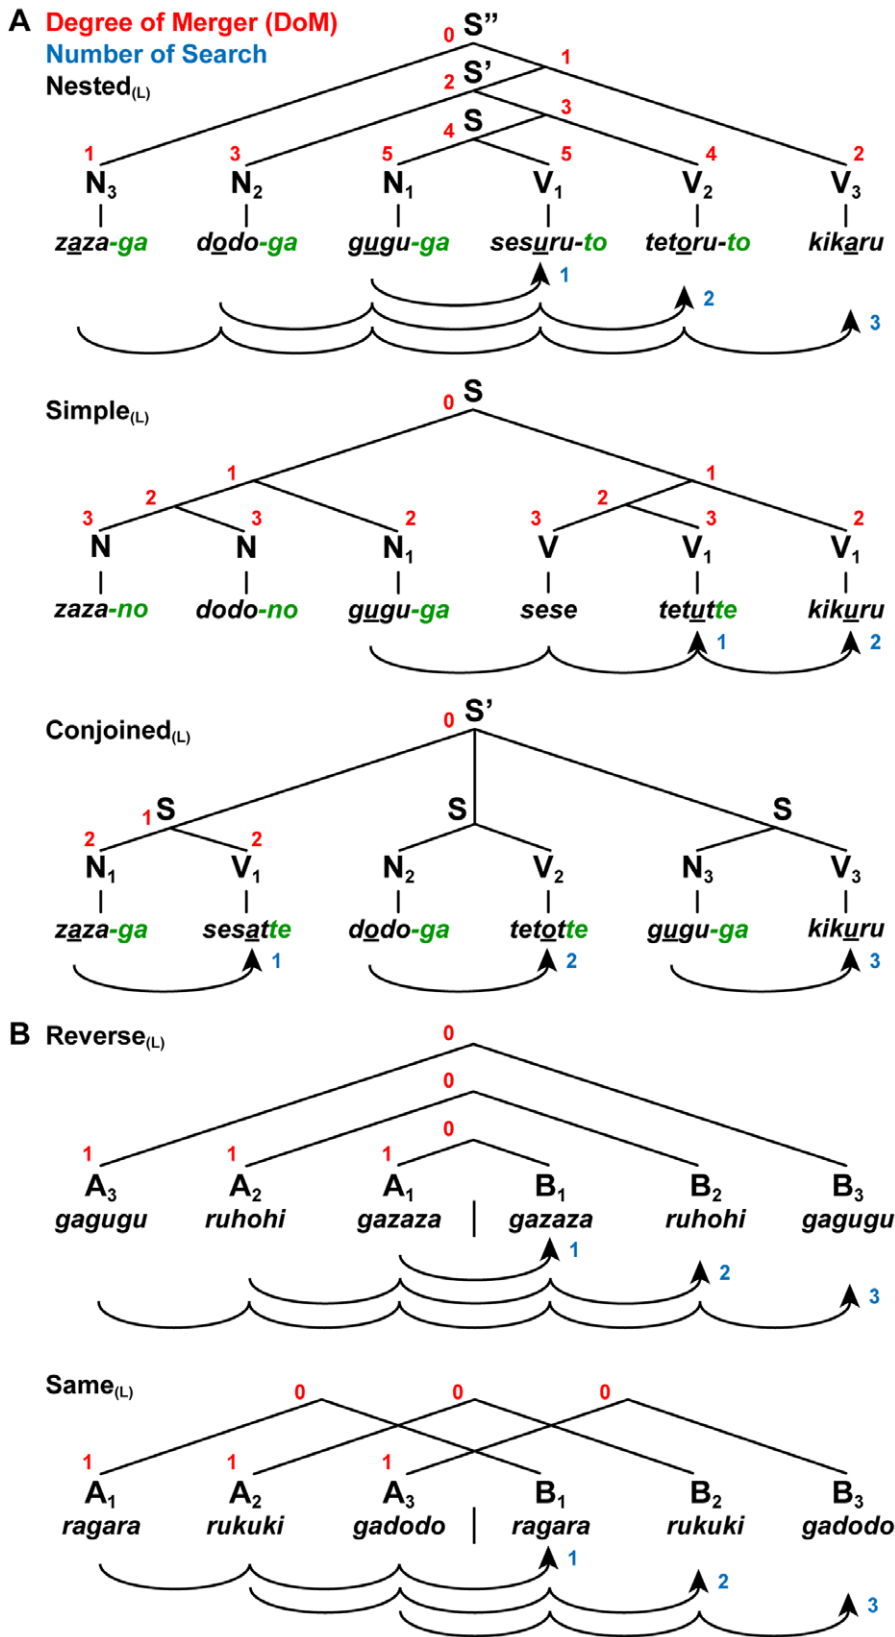 A Degree of Merger (DoM)
Number of Search
Nested(L)
0 S”
1
2 S’
3
4 S
1 3 5 5 4 2
N3 N2 N1 V1 V2 V3
zaza-ga dodo-ga gugu-ga sesuru-to tetoru-to kikaru
1
2
3
Simple(L)
0 S
1 1
2 2
3 3 2 3 3 2
N N N1 V V1 V1
zaza-no dodo-no gugu-ga sese tetutte kikuru
1 2
Conjoined(L)
0 S’
1 S S S
2 2
N1 V1 N2 V2 N3 V3
zaza-ga sesatte dodo-ga tetotte gugu-ga kikuru
1 2 3
B Reverse(L)
0
0
0
1 1 1
A3 A2 A1 B1 B2 B3
gagugu ruhohi gazaza | gazaza ruhohi gagugu
1
2
3
Same(L)
0 0 0
1 1 1
A1 A2 A3 B1 B2 B3
ragara rukuki gadodo | ragara rukuki gadodo
1
2
3